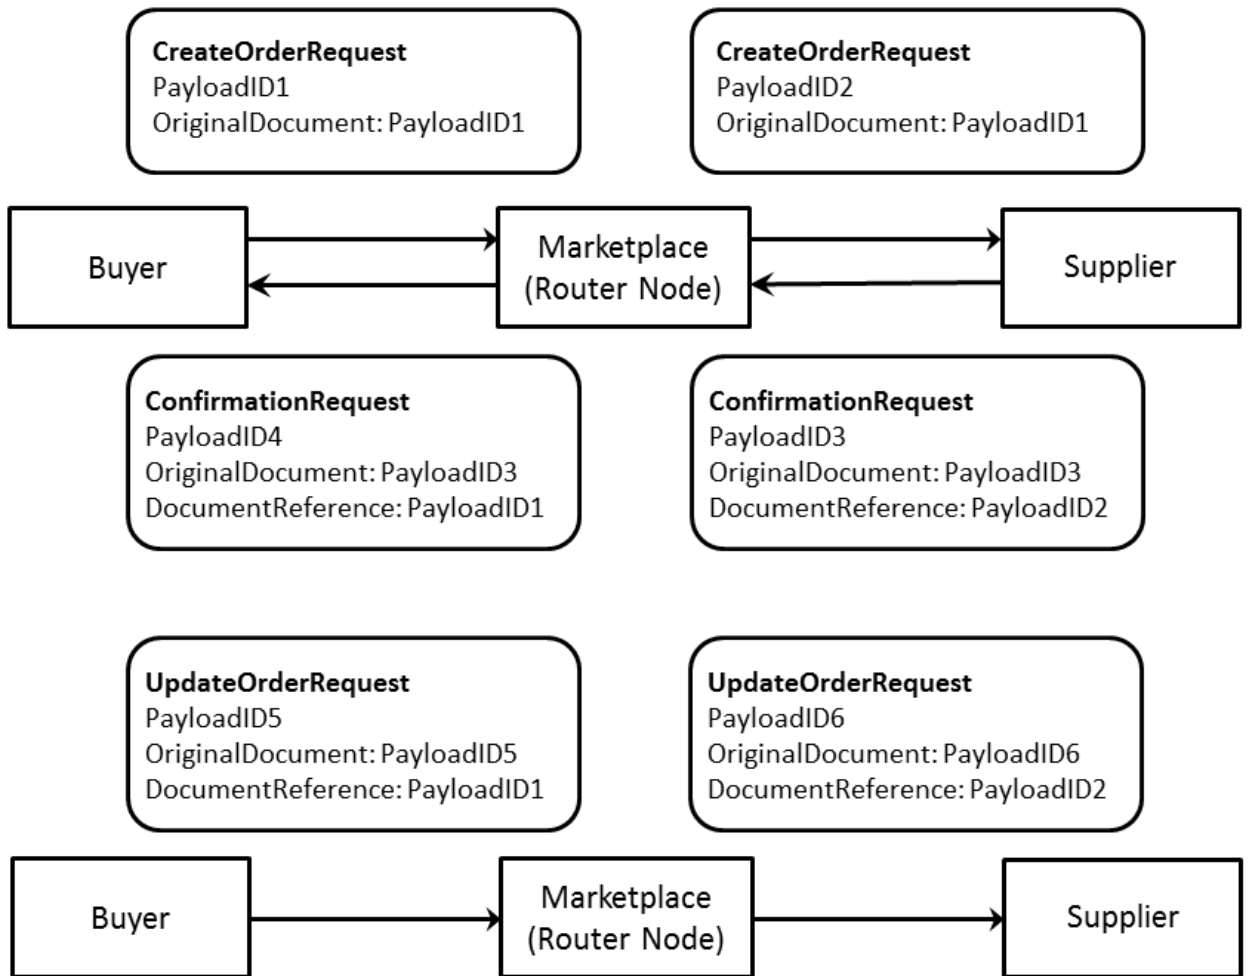 CreateOrderRequest
PayloadID1
OriginalDocument: PayloadID1
CreateOrderRequest
PayloadID2
OriginalDocument: PayloadID1
Buyer
Marketplace
(Router Node)
Supplier
ConfirmationRequest
PayloadID4
OriginalDocument: PayloadID3
DocumentReference: PayloadID1
ConfirmationRequest
PayloadID3
OriginalDocument: PayloadID3
DocumentReference: PayloadID2
UpdateOrderRequest
PayloadID5
OriginalDocument: PayloadID5
DocumentReference: PayloadID1
UpdateOrderRequest
PayloadID6
OriginalDocument: PayloadID6
DocumentReference: PayloadID2
Buyer
Marketplace
(Router Node)
Supplier